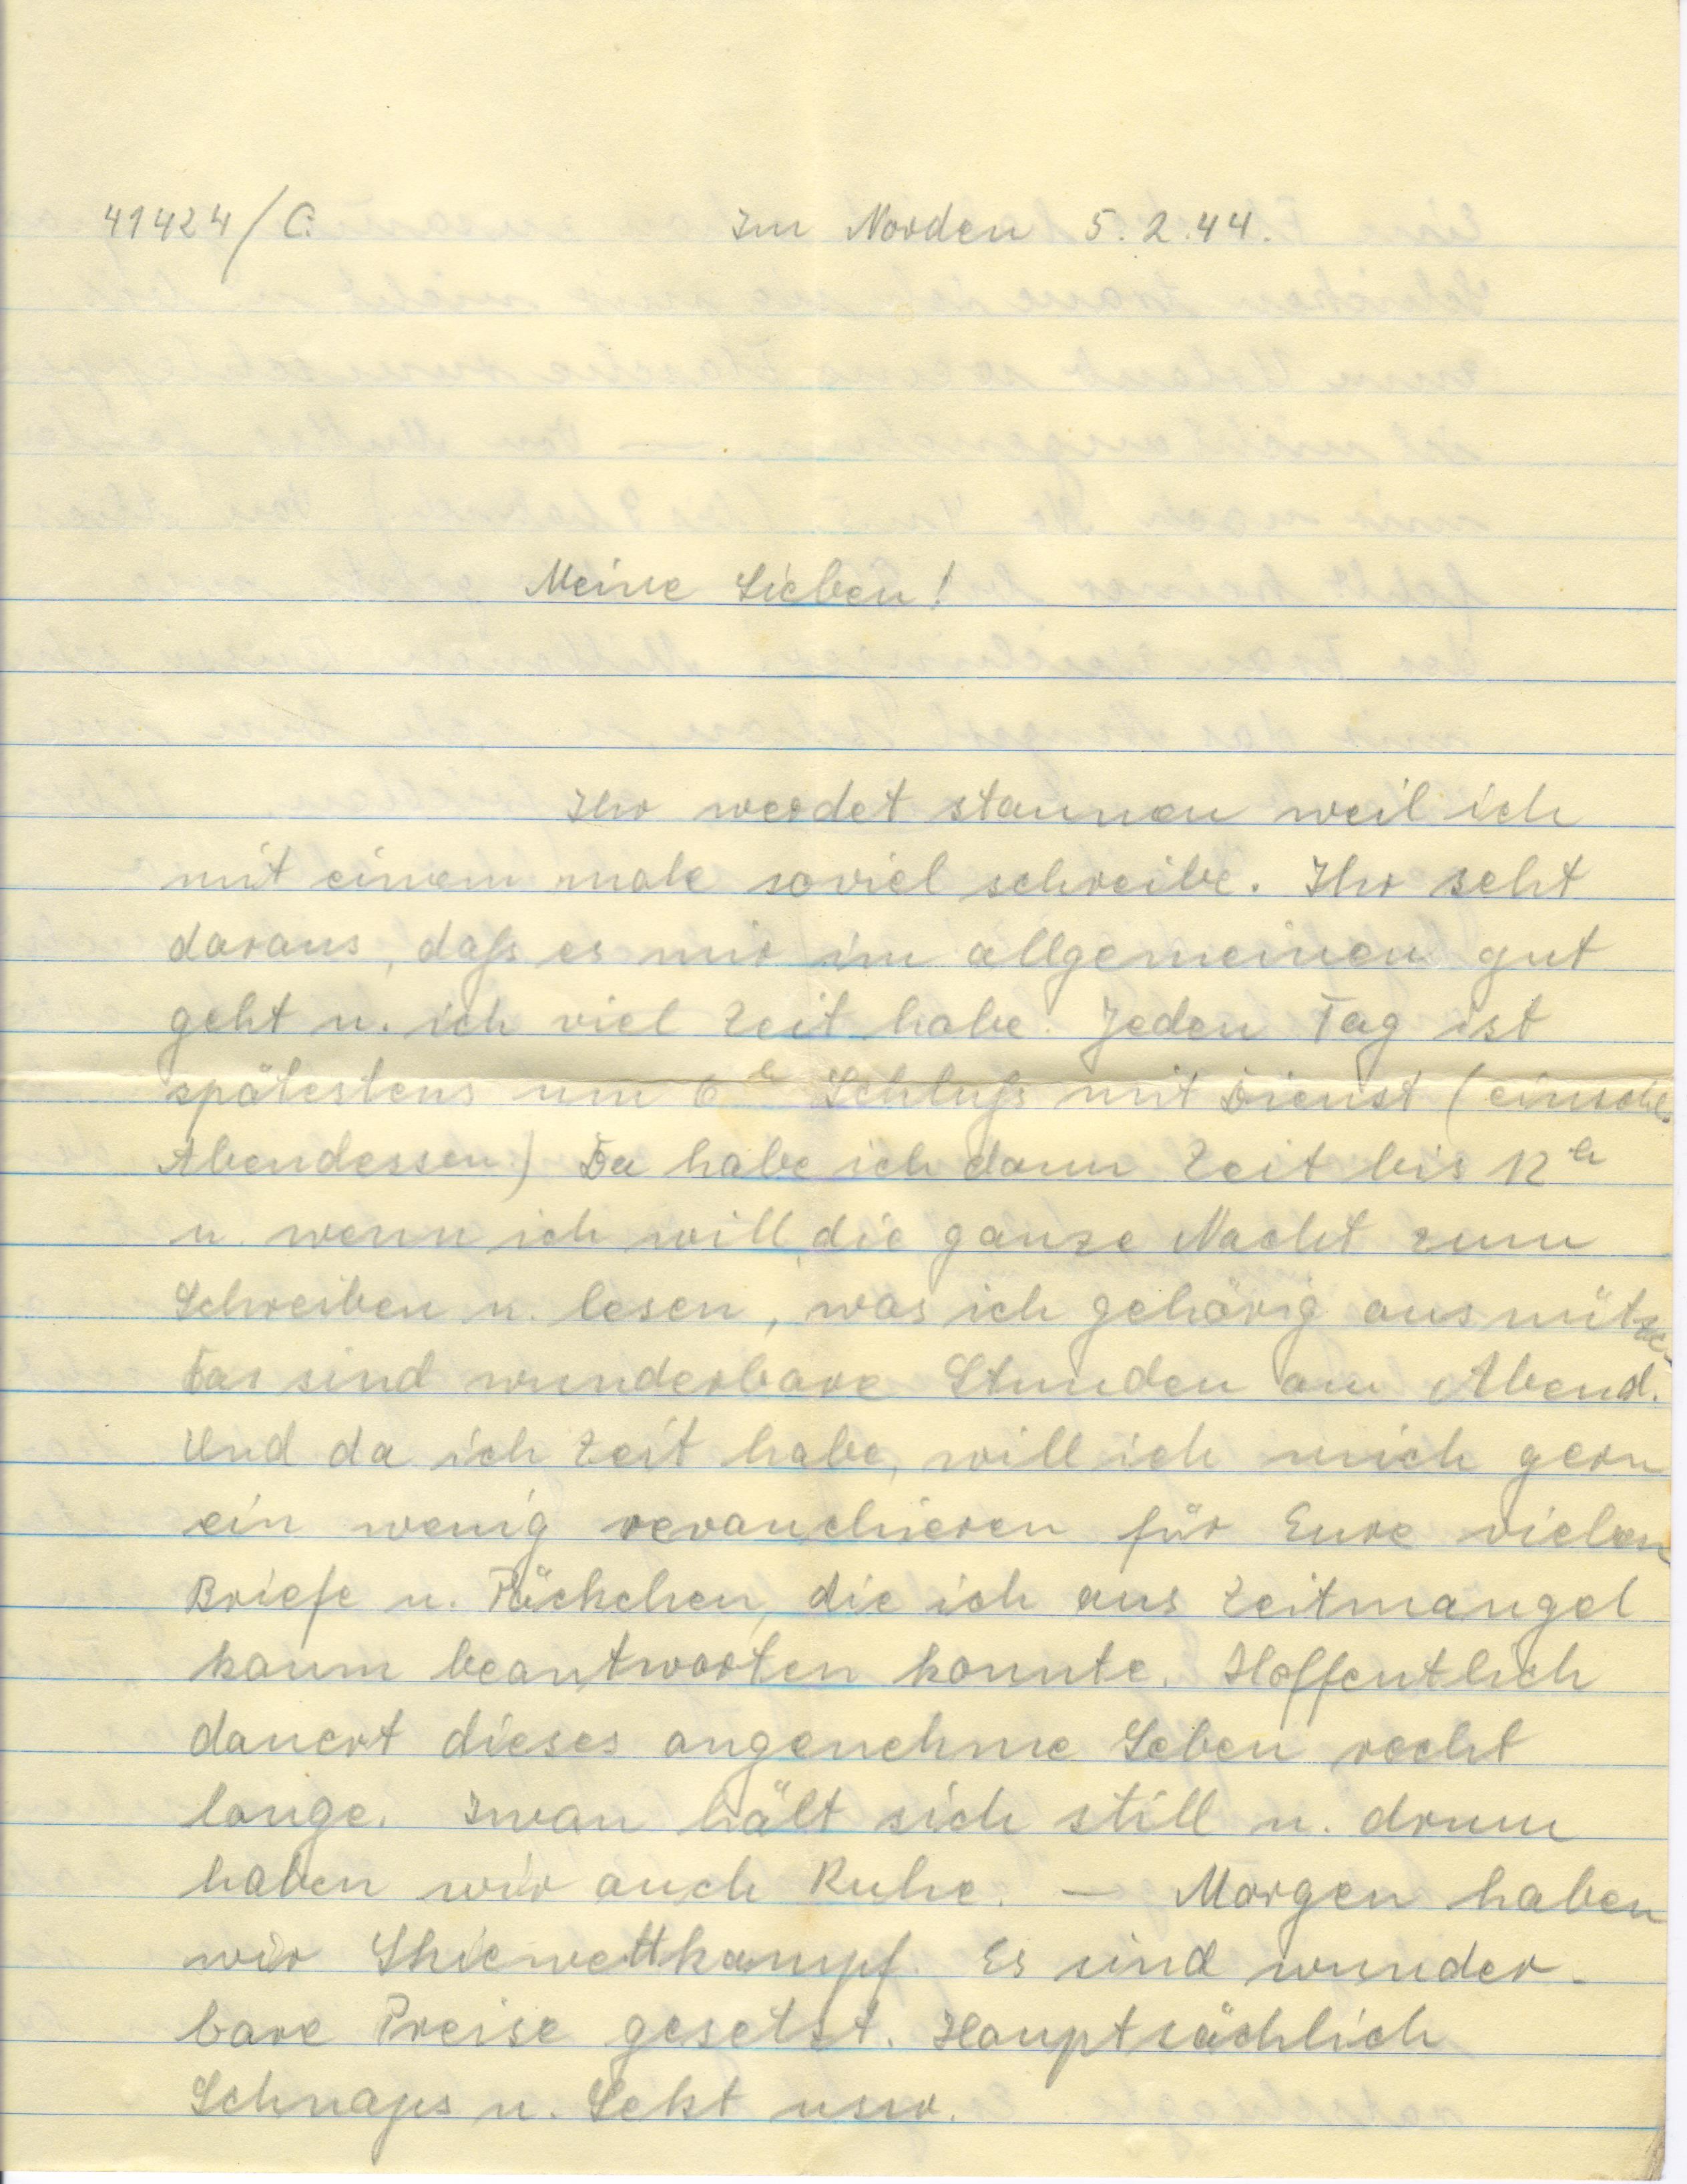 41424/C. Im Norden 5.2.44.
Meine Lieben!
Ihr werdet staunen weil ich
mit einem male soviel schreibe. Ihr seht
daraus, daß es mir im allgemeinen gut
geht u. ich viel Zeit habe. Jeden Tag ist
spätestens um 6h Schluß mit Dienst (einschl.
Abendessen) Da habe ich dann Zeit bis 12h
u. wenn ich will die ganze Nacht zum
Schreiben u. lesen, was ich gehörig ausnütze.
Das sind wunderbare Stunden am Abend.
Und da ich Zeit habe, will ich mich gern
ein wenig revanchieren für Eure vielen
Briefe u. Päckchen, die ich aus Zeitmangel
kaum beantworten konnte. Hoffentlich
dauert dieses angenehme Leben recht
lange. Iwan hält sich still u. drum
haben wir auch Ruhe. — Morgen haben
wir Skiewettkampf. Es sind wunder-
bare Preise gesetzt. Hauptsächlich
Schnaps u. Sekt usw.